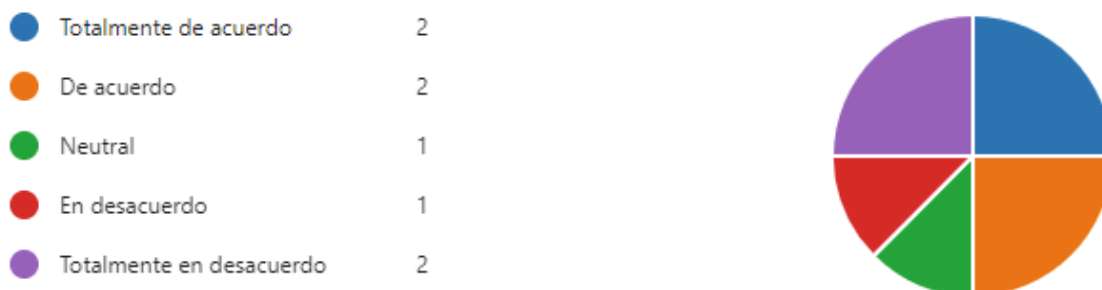 Totalmente de acuerdo 2
De acuerdo 2
Neutral 1
En desacuerdo 1
Totalmente en desacuerdo 2